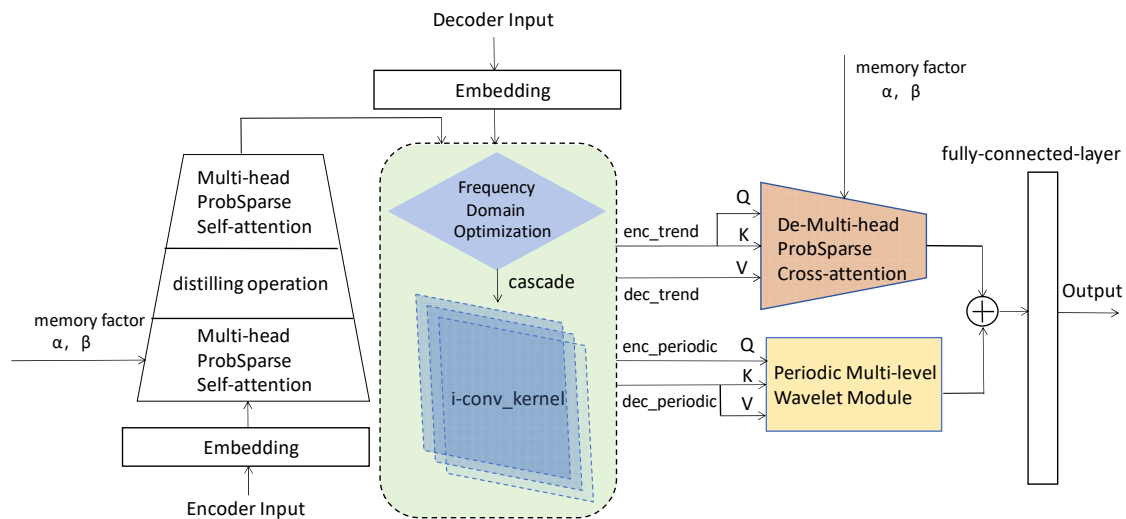 Decoder Input
Embedding
memory factor
α, β
fully-connected-layer
Multi-head
ProbSparse
Self-attention
distilling operation
Multi-head
ProbSparse
Self-attention
memory factor
α, β
Embedding
Encoder Input
Frequency
Domain
Optimization
cascade
i-conv_kernel
enc_trend
dec_trend
Q
K
V
De-Multi-head
ProbSparse
Cross-attention
enc_periodic
dec_periodic
Q
K
V
Periodic Multi-level
Wavelet Module
Output